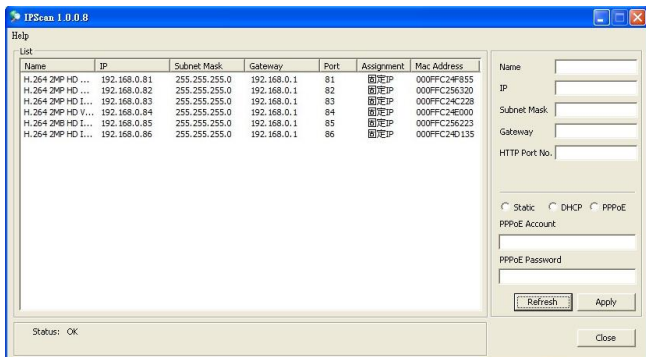 IPScan 1.0.0.8
Help
List
Name IP Subnet Mask Gateway Port Assignment Mac Address
H.264 2MP HD ... 192.168.0.81 255.255.255.0 192.168.0.1 81 固定IP 000FFC24F855
H.264 2MP HD ... 192.168.0.82 255.255.255.0 192.168.0.1 82 固定IP 000FFC256320
H.264 2MP HD I... 192.168.0.83 255.255.255.0 192.168.0.1 83 固定IP 000FFC24C228
H.264 2MP HD V... 192.168.0.84 255.255.255.0 192.168.0.1 84 固定IP 000FFC24E000
H.264 2MB HD I... 192.168.0.85 255.255.255.0 192.168.0.1 85 固定IP 000FFC256223
H.264 2MP HD I... 192.168.0.86 255.255.255.0 192.168.0.1 86 固定IP 000FFC24D135
Name
IP
Subnet Mask
Gateway
HTTP Port No.
Static DHCP PPPoE
PPPoE Account
PPPoE Password
Refresh Apply
Status: OK
Close